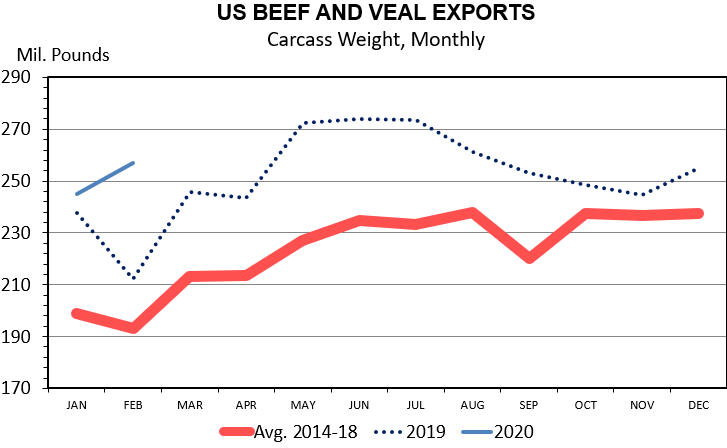 US BEEF AND VEAL EXPORTS
Carcass Weight, Monthly
Mil. Pounds
290
270
250
230
210
190
170
JAN FEB MAR APR MAY JUN JUL AUG SEP OCT NOV DEC
Avg. 2014-18 2019 2020